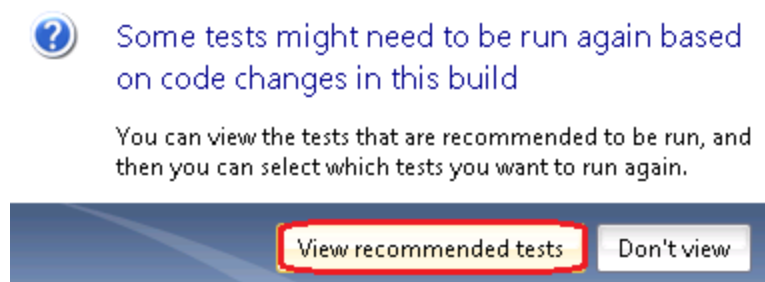 Some tests might need to be run again based
on code changes in this build
You can view the tests that are recommended to be run, and
then you can select which tests you want to run again.
View recommended tests
Don't view